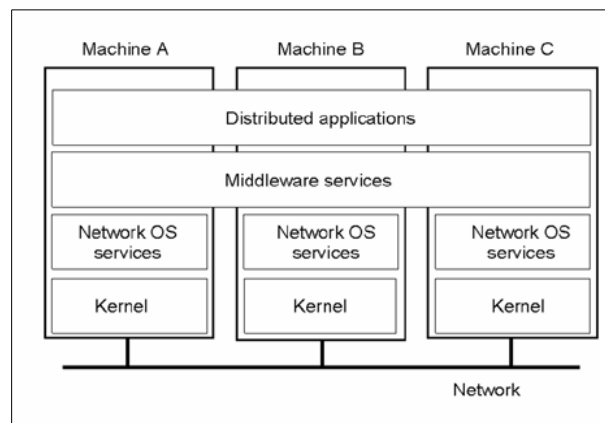 Machine A
Machine B
Machine C
Distributed applications
Middleware services
Network OS
services
Network OS
services
Network OS
services
Kernel
Kernel
Kernel
Network